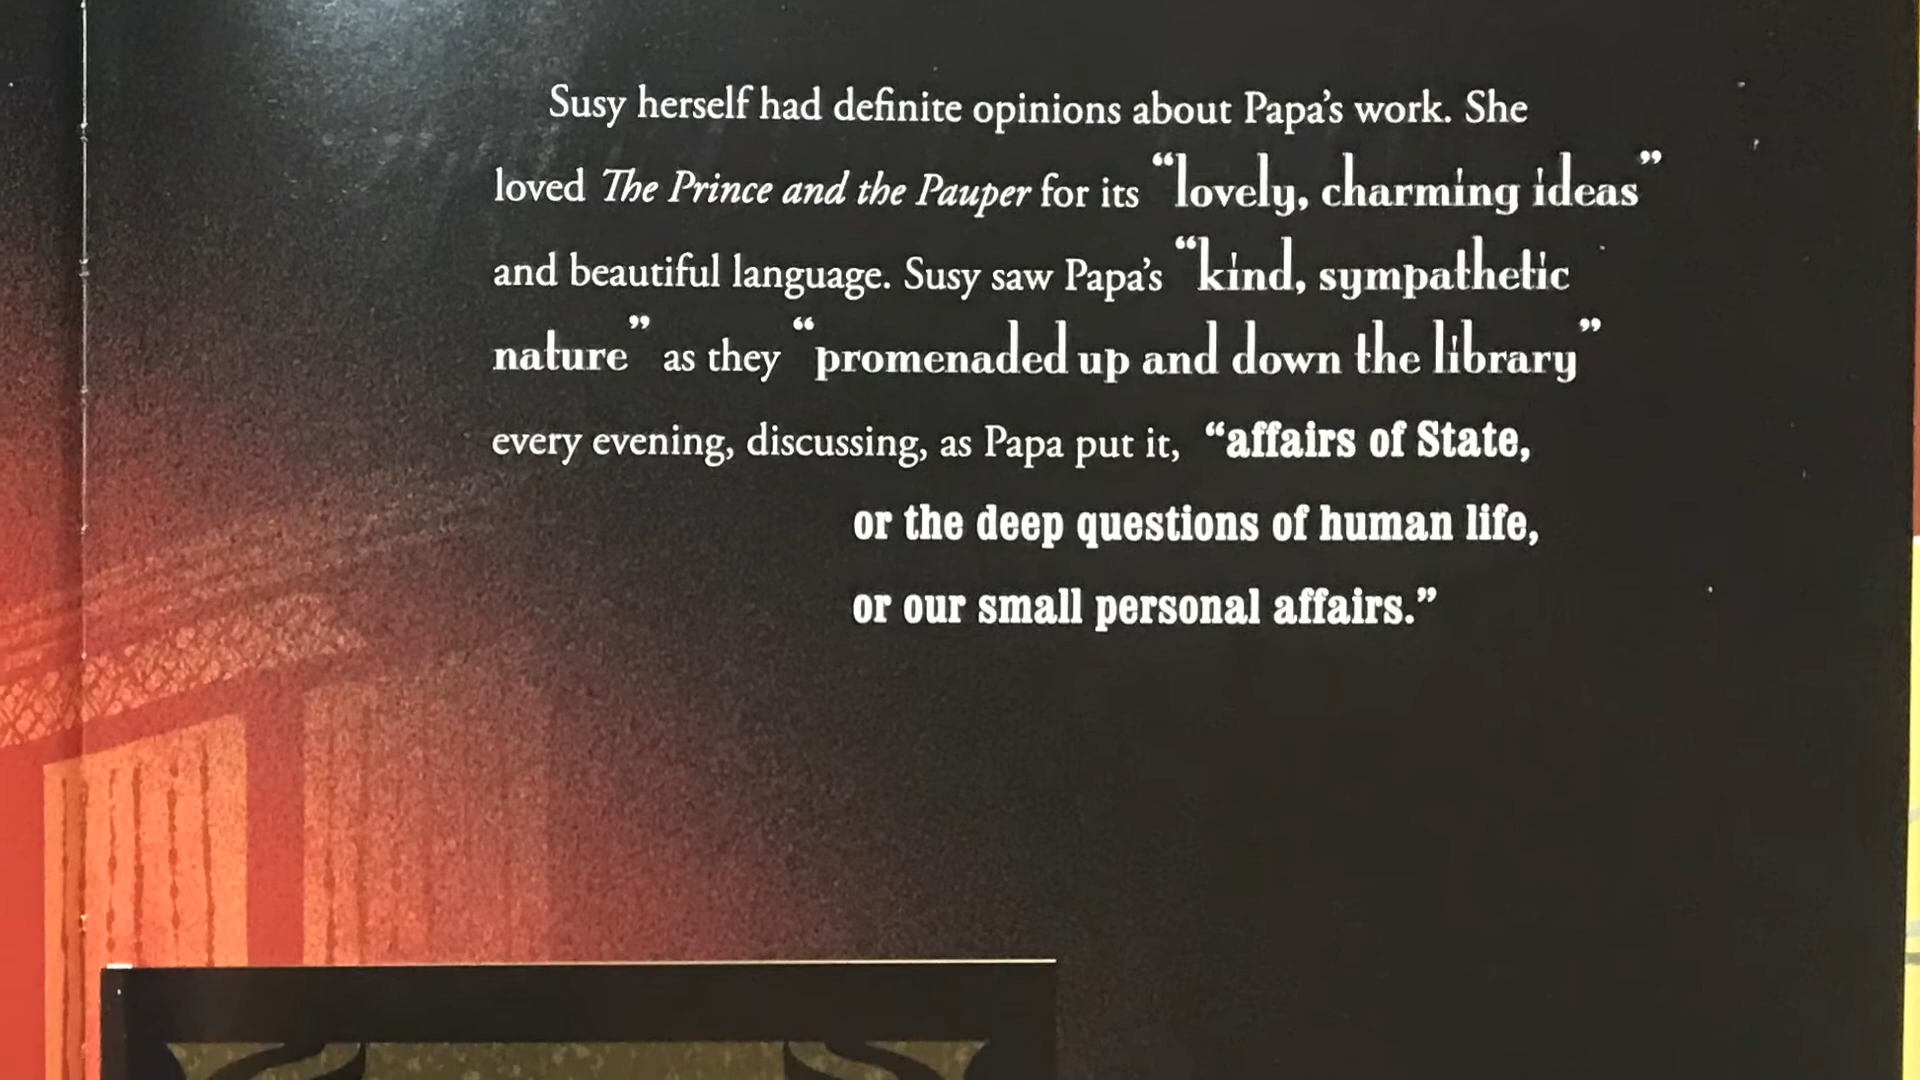 Susy herself had definite opinions about Papa’s work. She
loved The Prince and the Pauper for its “lovely, charming ideas”
and beautiful language. Susy saw Papa’s “kind, sympathetic
nature” as they “promenaded up and down the library”
every evening, discussing, as Papa put it, “affairs of State,
or the deep questions of human life,
or our small personal affairs.”